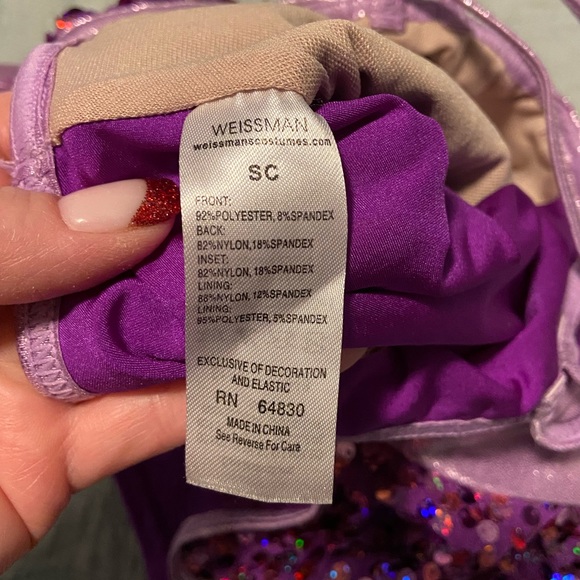 WEISSMAN
weissmanscostumes.com
SC
FRONT:
92%POLYESTER, 8%SPANDEX
BACK:
82%NYLON,18%SPANDEX
INSET:
82%NYLON,18%SPANDEX
LINING:
88%NYLON,12%SPANDEX
LINING:
95%POLYESTER, 5%SPANDEX
EXCLUSIVE OF DECORATION
AND ELASTIC
RN 64830
MADE IN CHINA
See Reverse For Care